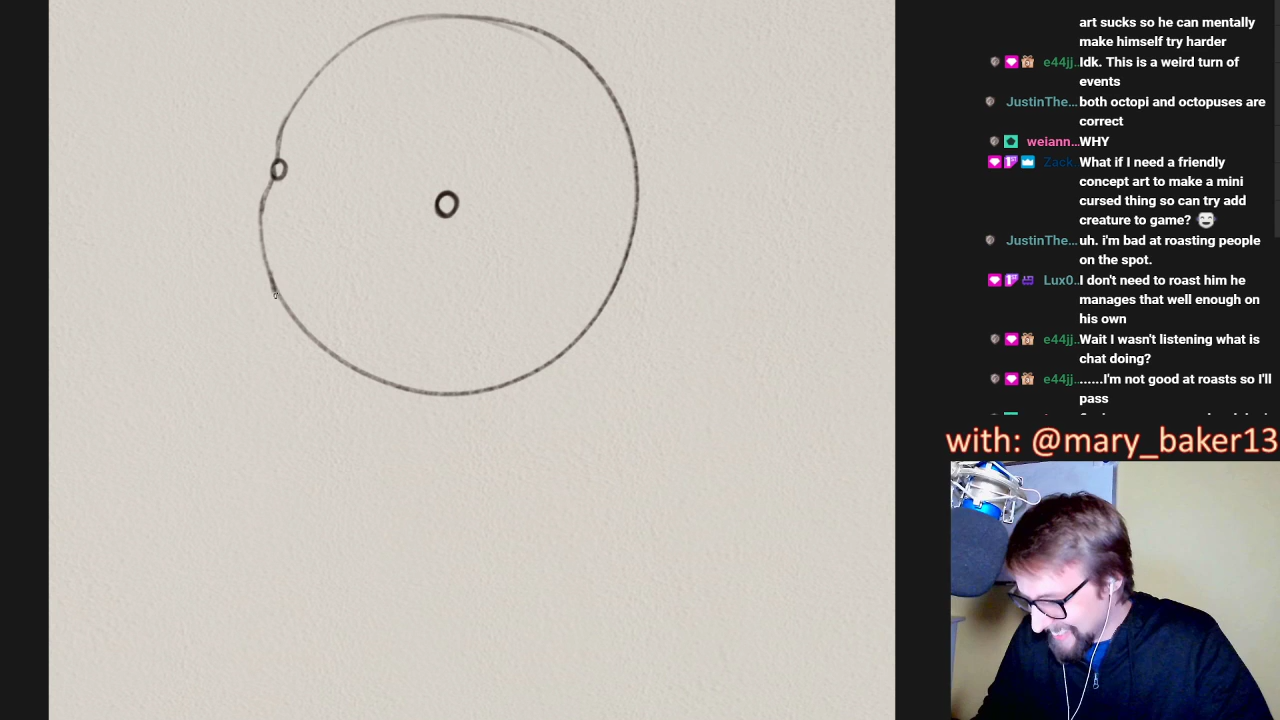 art sucks so he can mentally
make himself try harder
e44jj.. Idk. This is a weird turn of
events
JustinThe... both octopi and octopuses are
correct
weiann... WHY
Zack. What if I need a friendly
concept art to make a mini
cursed thing so can try add
creature to game?
JustinThe... uh. i'm bad at roasting people
on the spot.
Lux0.. I don't need to roast him he
manages that well enough on
his own
e44jj.. Wait I wasn't listening what is
chat doing?
e44jj.. ......I'm not good at roasts so I'll
pass
with: @mary_baker13